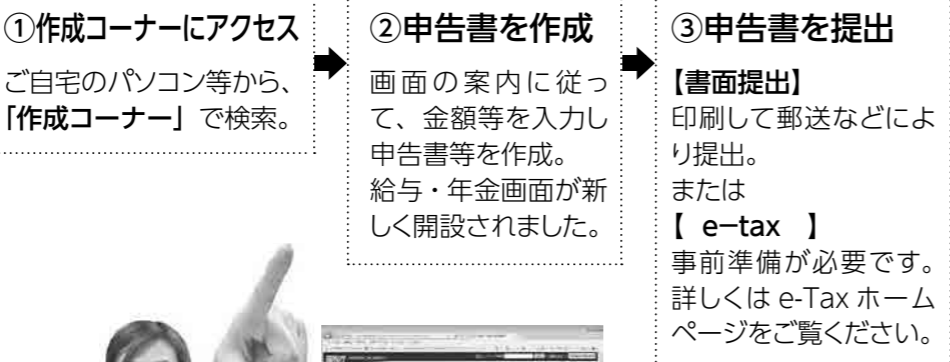 ①作成コーナーにアクセス
ご自宅のパソコン等から、
「作成コーナー」で検索。
②申告書を作成
画面の案内に従っ
て、金額等を入力し
申告書等を作成。
給与・年金画面が新
しく開設されました。
③申告書を提出
【書面提出】
印刷して郵送などによ
り提出。
または
【 e−tax 】
事前準備が必要です。
詳しくは e-Tax ホーム
ページをご覧ください。